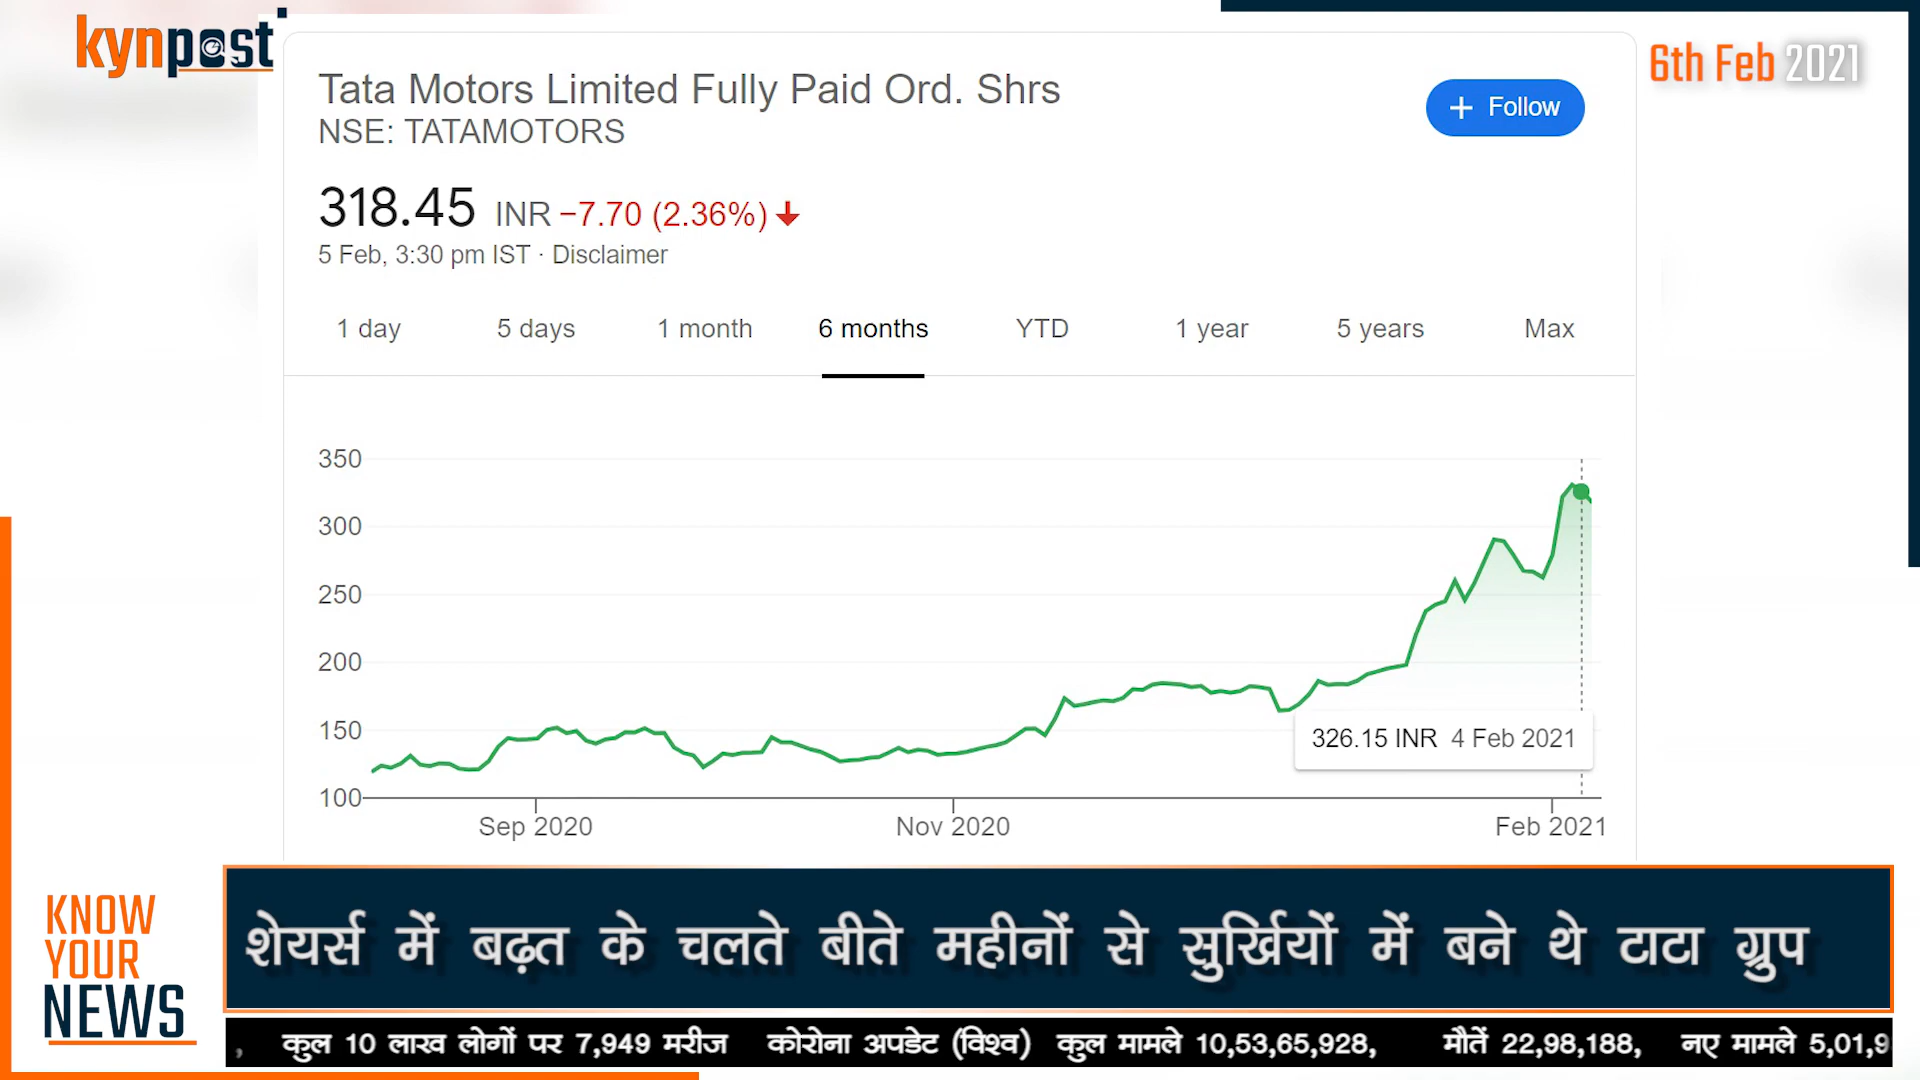 kynpost
6th Feb 2021
Tata Motors Limited Fully Paid Ord. Shrs
NSE: TATAMOTORS
+ Follow
318.45 INR −7.70 (2.36%)
5 Feb, 3:30 pm IST · Disclaimer
1 day 5 days 1 month 6 months YTD 1 year 5 years Max
350
300
250
200
150
100
326.15 INR 4 Feb 2021
Sep 2020 Nov 2020 Feb 2021
KNOW
YOUR
NEWS
शेयर्स में बढ़त के चलते बीते महीनों से सुर्खियों में बने थे टाटा ग्रुप
, कुल 10 लाख लोगों पर 7,949 मरीज कोरोना अपडेट (विश्व) कुल मामले 10,53,65,928, मौतें 22,98,188, नए मामले 5,01,9